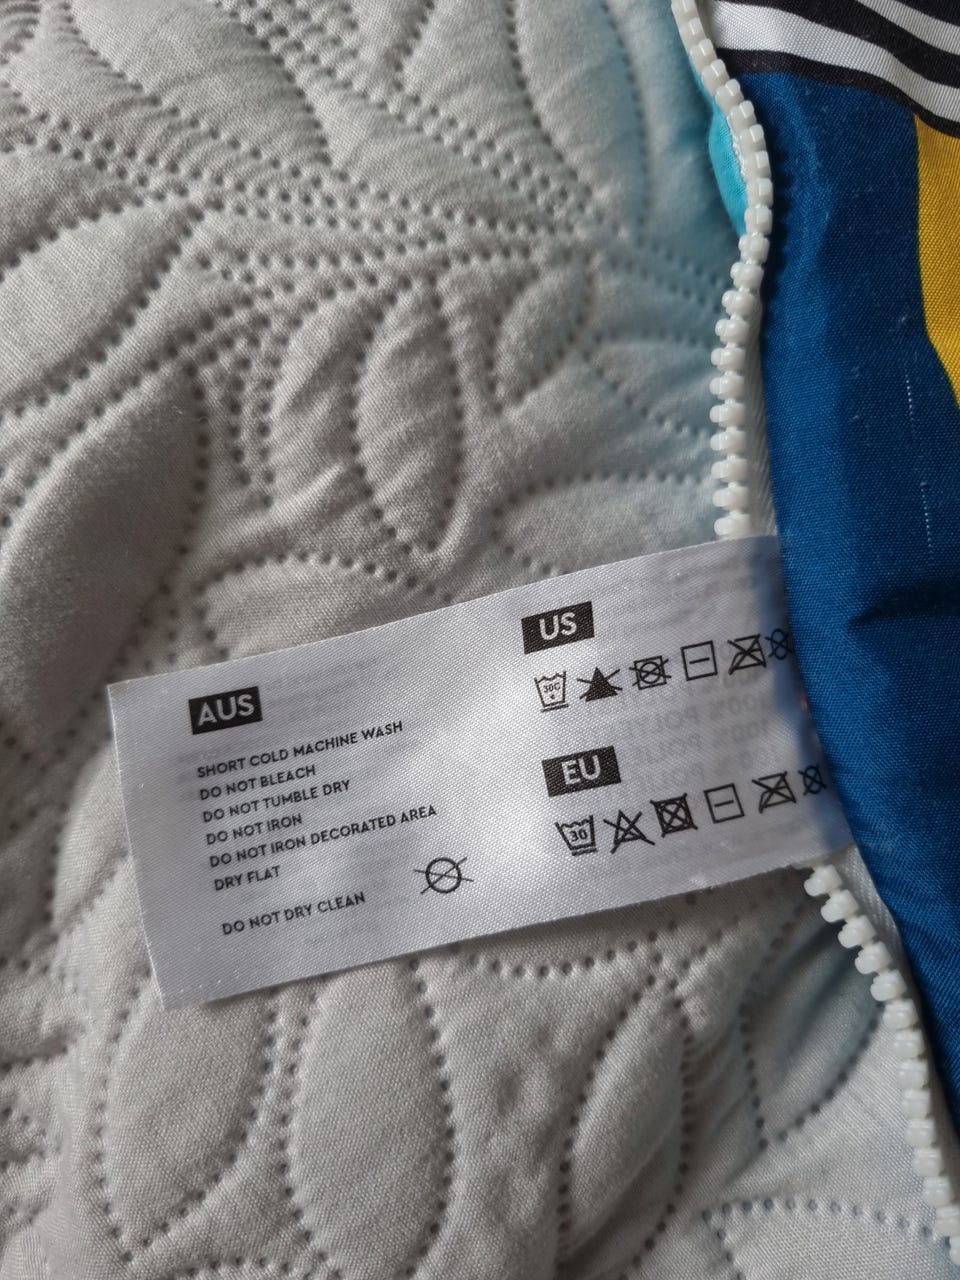 AUS
SHORT COLD MACHINE WASH
DO NOT BLEACH
DO NOT TUMBLE DRY
DO NOT IRON
DO NOT IRON DECORATED AREA
DRY FLAT
DO NOT DRY CLEAN
US
30C
EU
30